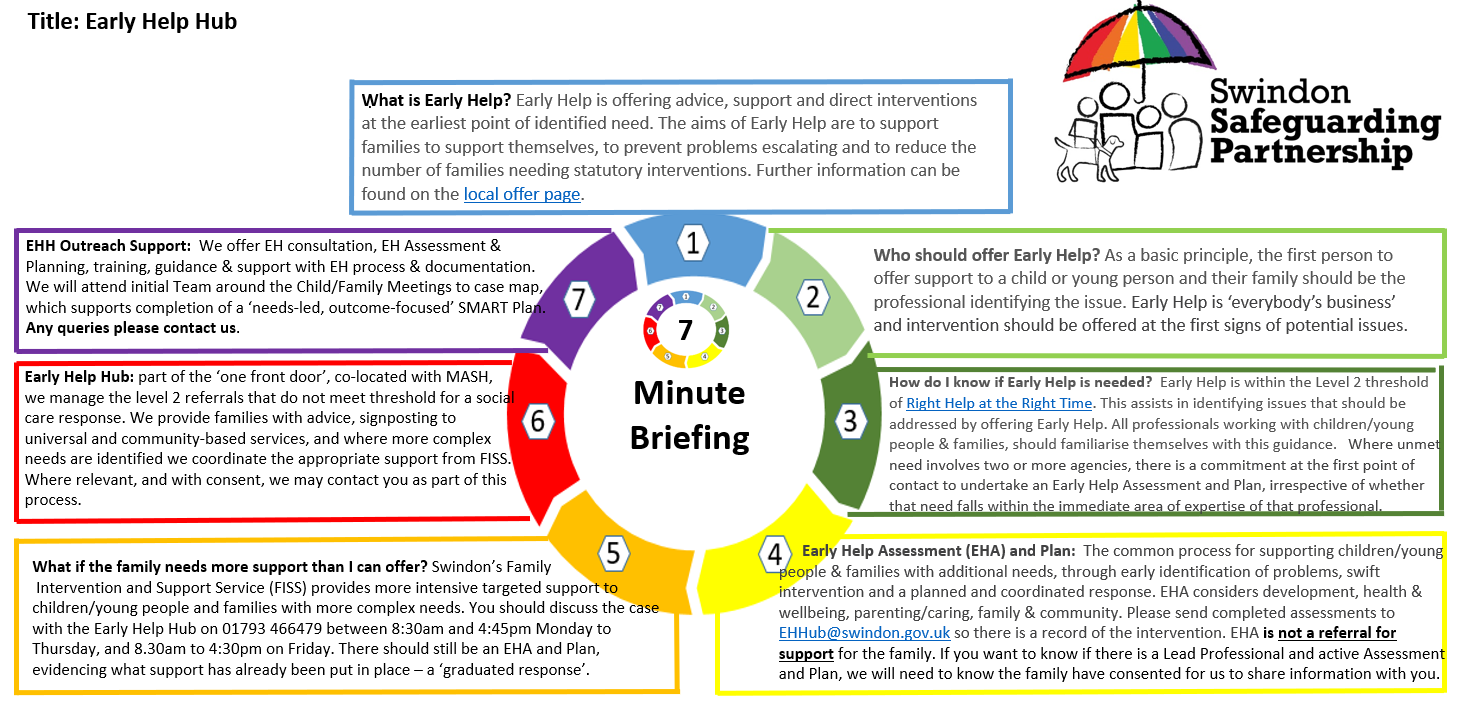 Title: Early Help Hub
Swindon
Safeguarding
Partnership
What is Early Help? Early Help is offering advice, support and direct interventions
at the earliest point of identified need. The aims of Early Help are to support
families to support themselves, to prevent problems escalating and to reduce the
number of families needing statutory interventions. Further information can be
found on the local offer page.
1
2
3
4
5
6
7
1
2
3
4
5
6
7
7
Minute
Briefing
Who should offer Early Help? As a basic principle, the first person to
offer support to a child or young person and their family should be the
professional identifying the issue. Early Help is ‘everybody’s business’
and intervention should be offered at the first signs of potential issues.
How do I know if Early Help is needed? Early Help is within the Level 2 threshold
of Right Help at the Right Time. This assists in identifying issues that should be
addressed by offering Early Help. All professionals working with children/young
people & families, should familiarise themselves with this guidance. Where unmet
need involves two or more agencies, there is a commitment at the first point of
contact to undertake an Early Help Assessment and Plan, irrespective of whether
that need falls within the immediate area of expertise of that professional.
Early Help Assessment (EHA) and Plan: The common process for supporting children/young
people & families with additional needs, through early identification of problems, swift
intervention and a planned and coordinated response. EHA considers development, health &
wellbeing, parenting/caring, family & community. Please send completed assessments to
EHHub@swindon.gov.uk so there is a record of the intervention. EHA is not a referral for
support for the family. If you want to know if there is a Lead Professional and active Assessment
and Plan, we will need to know the family have consented for us to share information with you.
What if the family needs more support than I can offer? Swindon’s Family
Intervention and Support Service (FISS) provides more intensive targeted support to
children/young people and families with more complex needs. You should discuss the case
with the Early Help Hub on 01793 466479 between 8:30am and 4:45pm Monday to
Thursday, and 8.30am to 4:30pm on Friday. There should still be an EHA and Plan,
evidencing what support has already been put in place – a ‘graduated response’.
Early Help Hub: part of the ‘one front door’, co-located with MASH,
we manage the level 2 referrals that do not meet threshold for a social
care response. We provide families with advice, signposting to
universal and community-based services, and where more complex
needs are identified we coordinate the appropriate support from FISS.
Where relevant, and with consent, we may contact you as part of this
process.
EHH Outreach Support: We offer EH consultation, EH Assessment &
Planning, training, guidance & support with EH process & documentation.
We will attend initial Team around the Child/Family Meetings to case map,
which supports completion of a ‘needs-led, outcome-focused’ SMART Plan.
Any queries please contact us.